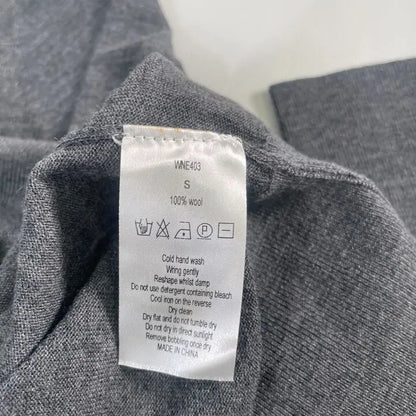 WNE403
S
100% wool
P
Cold hand wash
Wring gently
Reshape whilst damp
Do not use detergent containing bleach
Cool iron on the reverse
Dry clean
Dry flat and do not tumble dry
Do not dry in direct sunlight
Remove bobbling once dry
MADE IN CHINA